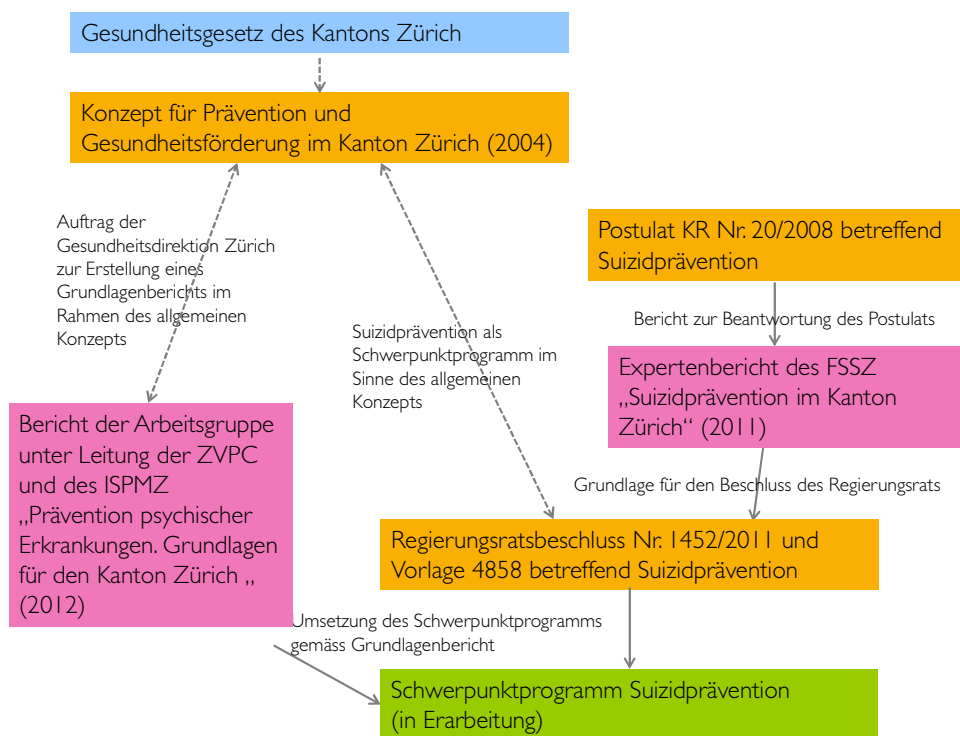 Gesundheitsgesetz des Kantons Zürich
Konzept für Prävention und
Gesundheitsförderung im Kanton Zürich (2004)
Auftrag der
Gesundheitsdirektion Zürich
zur Erstellung eines
Grundlagenberichts im
Rahmen des allgemeinen
Konzepts
Postulat KR Nr. 20/2008 betreffend
Suizidprävention
Bericht zur Beantwortung des Postulats
Suizidprävention als
Schwerpunktprogramm im
Sinne des allgemeinen
Konzepts
Expertenbericht des FSSZ
„Suizidprävention im Kanton
Zürich“ (2011)
Bericht der Arbeitsgruppe
unter Leitung der ZVPC
und des ISPMZ
„Prävention psychischer
Erkrankungen. Grundlagen
für den Kanton Zürich „
(2012)
Grundlage für den Beschluss des Regierungsrats
Regierungsratsbeschluss Nr. 1452/2011 und
Vorlage 4858 betreffend Suizidprävention
Umsetzung des Schwerpunktprogramms
gemäss Grundlagenbericht
Schwerpunktprogramm Suizidprävention
(in Erarbeitung)